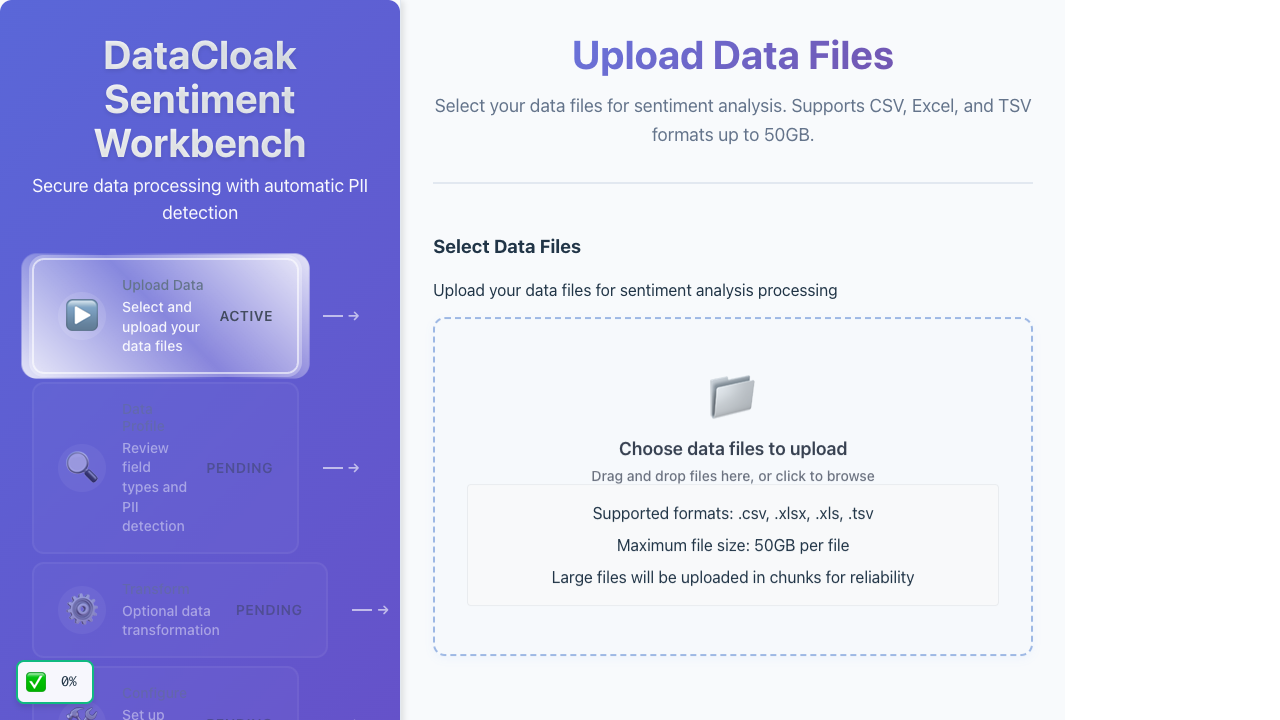 DataCloak
Sentiment
Workbench
Secure data processing with automatic PII
detection
Upload Data
Select and
upload your
data files
ACTIVE
Review
field
types and
PII
detection
PENDING
Optional data
transformation
PENDING
Set up
0%
Upload Data Files
Select your data files for sentiment analysis. Supports CSV, Excel, and TSV
formats up to 50GB.
Select Data Files
Upload your data files for sentiment analysis processing
Choose data files to upload
Drag and drop files here, or click to browse
Supported formats: .csv, .xlsx, .xls, .tsv
Maximum file size: 50GB per file
Large files will be uploaded in chunks for reliability